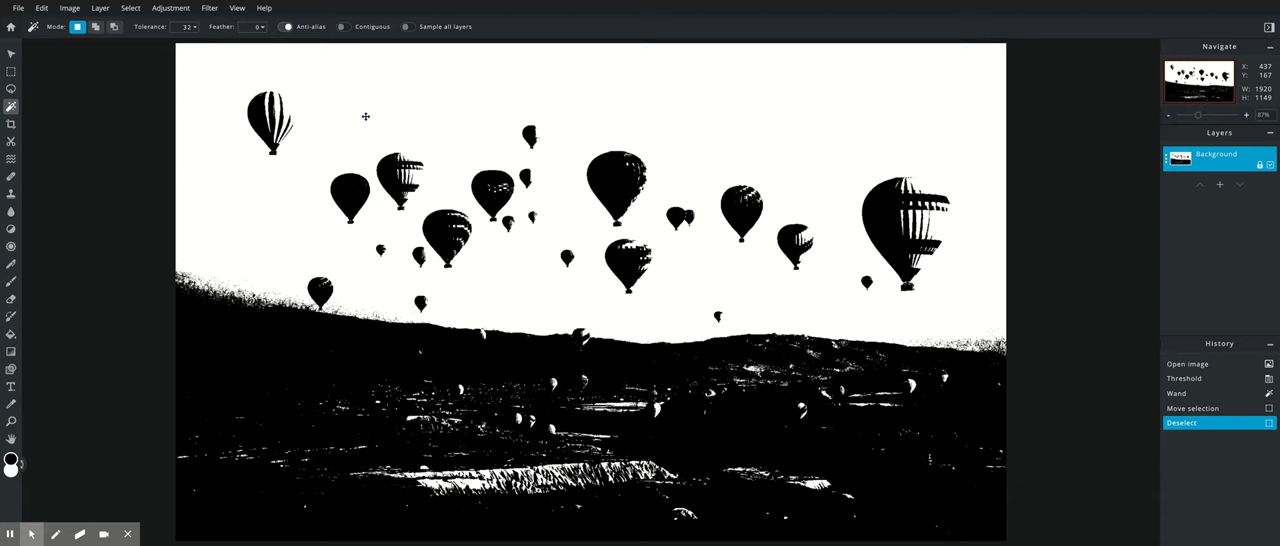 File Edit Image Layer Select Adjustment Filter View Help
Mode: Tolerance: 32 Feather: 0 Anti-alias Contiguous Sample all layers
Navigate
X: 437
Y: 167
W: 1920
H: 1149
87%
Layers
Background
History
Open image
Threshold
Wand
Move selection
Deselect